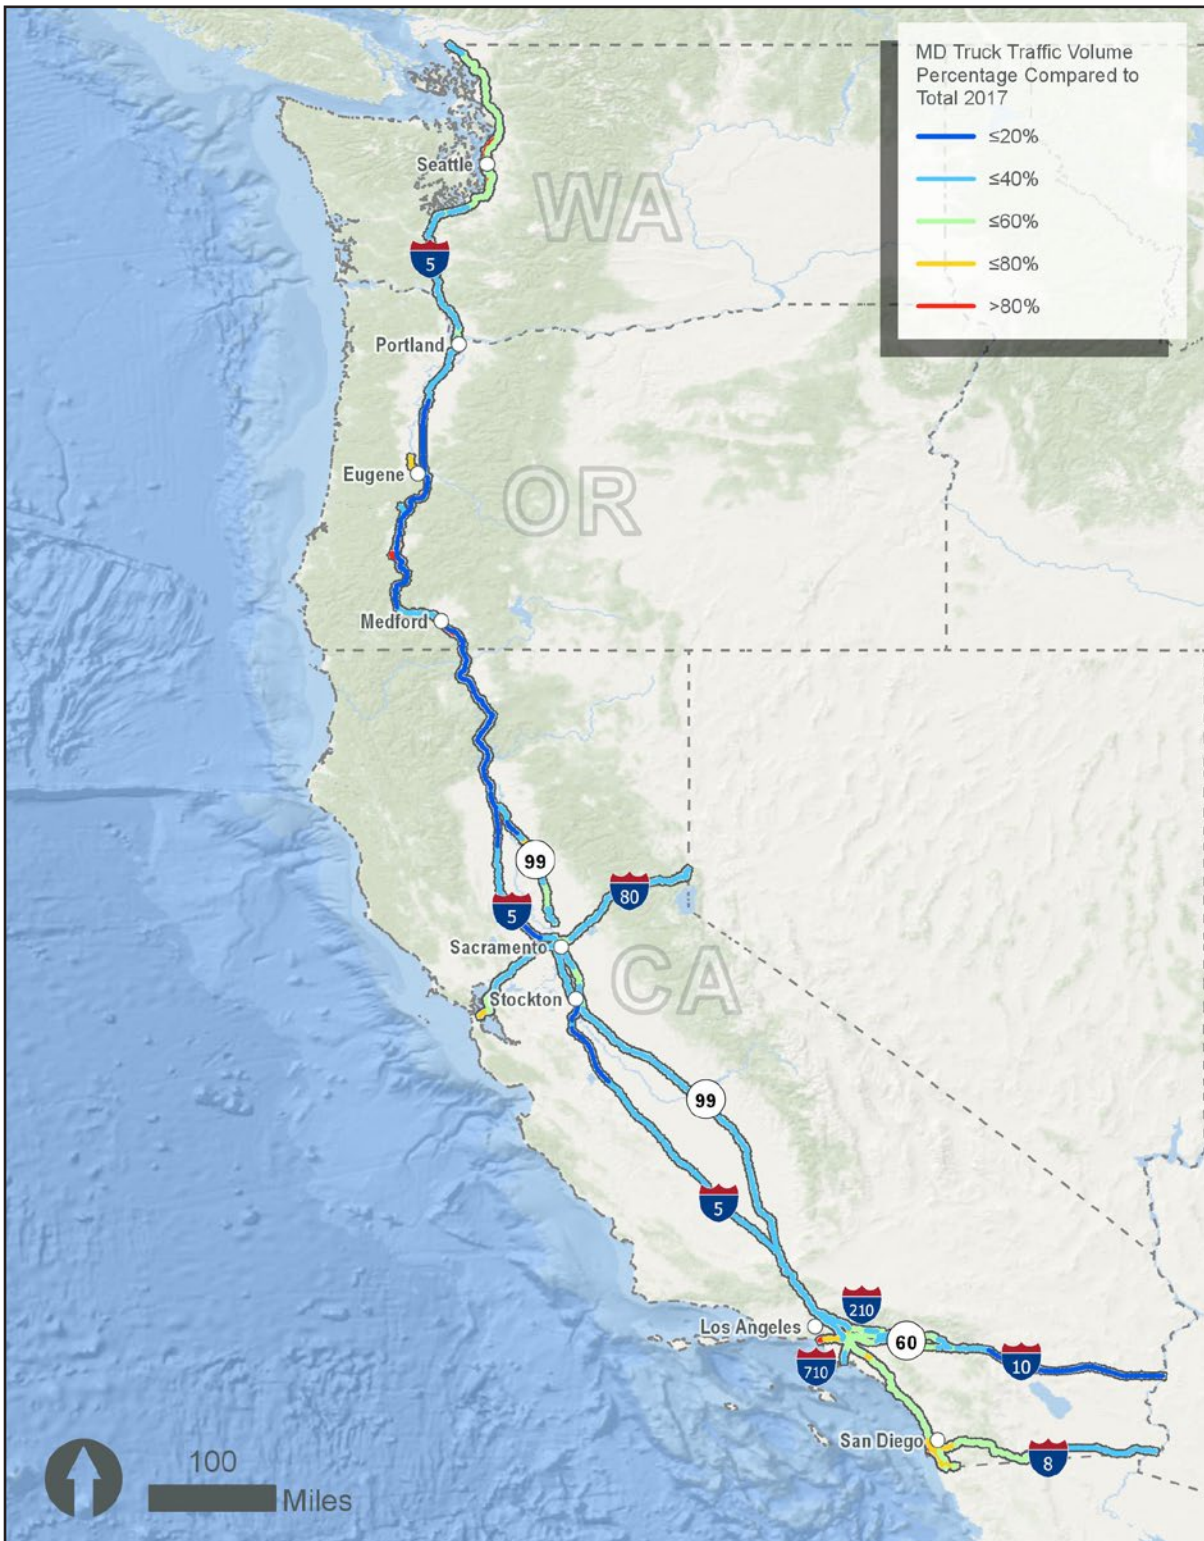 MD Truck Traffic Volume
Percentage Compared to
Total 2017
≤20%
≤40%
≤60%
≤80%
>80%
Seattle
WA
5
Portland
Eugene
OR
Medford
99
80
5
Sacramento
CA
Stockton
99
5
210
Los Angeles
60
10
710
San Diego
8
100
Miles